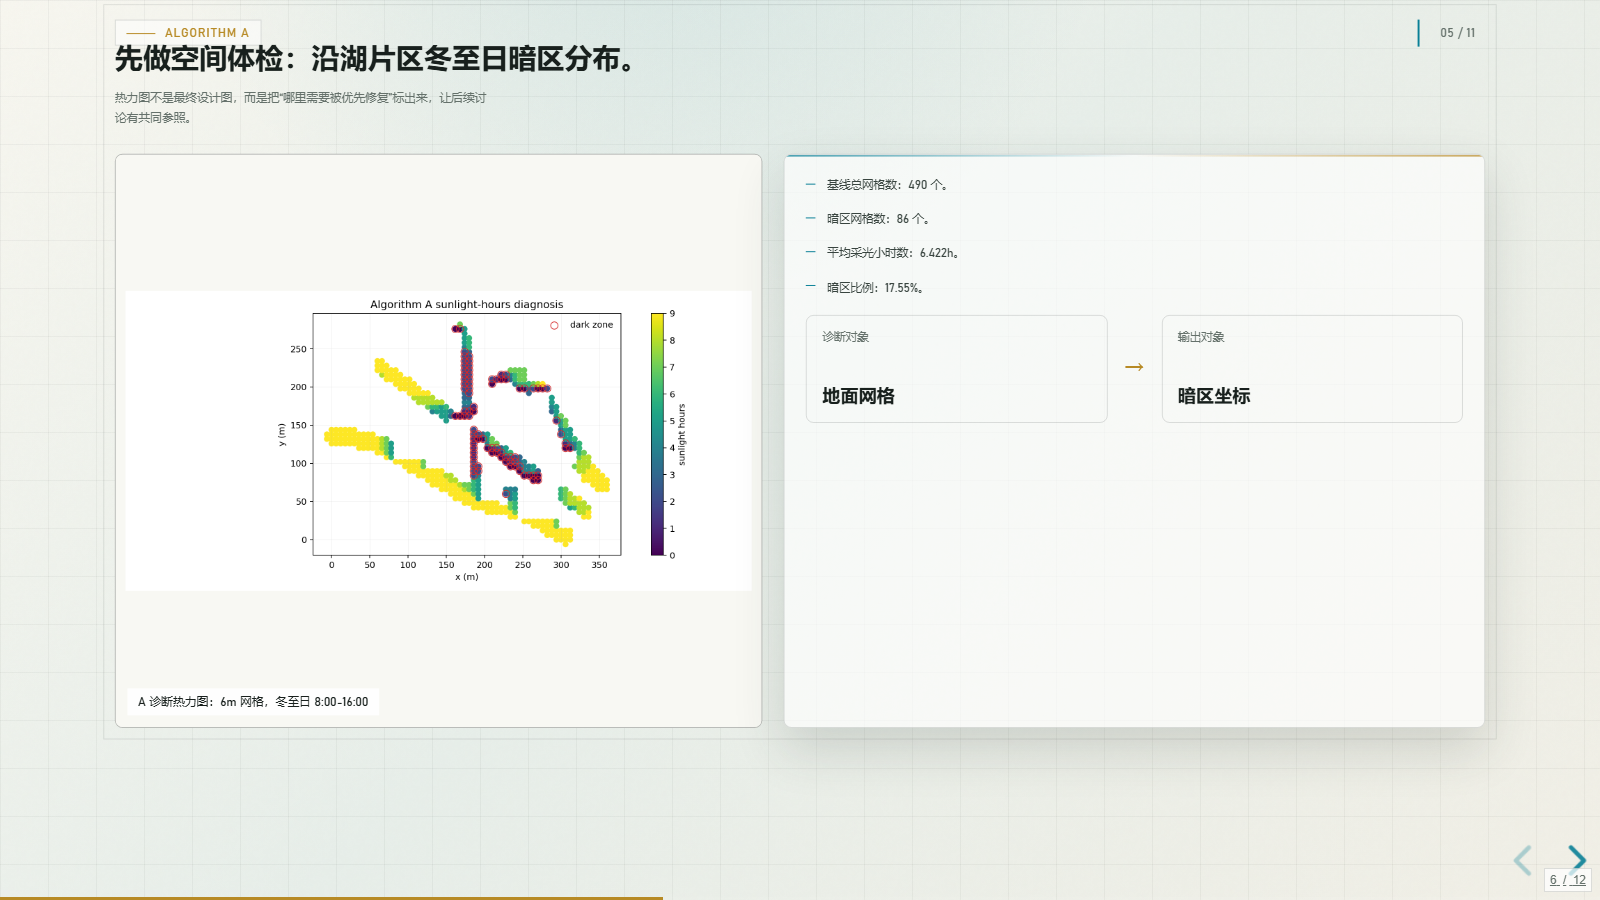 ALGORITHM A
05 / 11
先做空间体检：沿湖片区冬至日暗区分布。
热力图不是最终设计图，而是把“哪里需要被优先修复”标出来，让后续讨
论有共同参照。
Algorithm A sunlight-hours diagnosis
dark zone
250
200
150
100
50
0
y (m)
0 50 100 150 200 250 300 350
x (m)
9
8
7
6
5
4
3
2
1
0
sunlight hours
A 诊断热力图：6m 网格，冬至日 8:00-16:00
基线总网格数：490 个。
暗区网格数：86 个。
平均采光小时数：6.422h。
暗区比例：17.55%。
诊断对象
地面网格
→
输出对象
暗区坐标
6 / 12